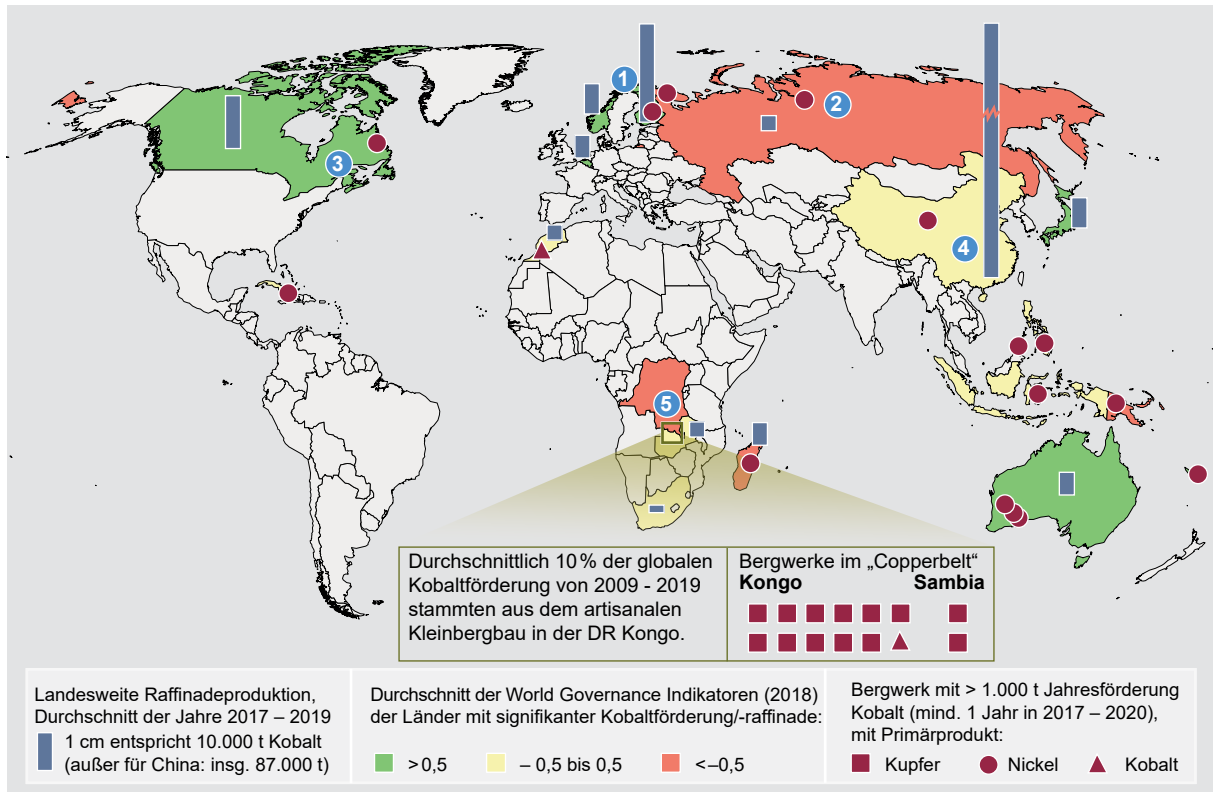 1
2
3
4
5
Durchschnittlich 10 % der globalen
Kobaltförderung von 2009 - 2019
stammten aus dem artisanalen
Kleinbergbau in der DR Kongo.
Bergwerke im „Copperbelt“
Kongo
Sambia
Landesweite Raffinadeproduktion,
Durchschnitt der Jahre 2017 – 2019
1 cm entspricht 10.000 t Kobalt
(außer für China: insg. 87.000 t)
Durchschnitt der World Governance Indikatoren (2018)
der Länder mit signifikanter Kobaltförderung/-raffinade:
> 0,5
– 0,5 bis 0,5
< –0,5
Bergwerk mit > 1.000 t Jahresförderung
Kobalt (mind. 1 Jahr in 2017 – 2020),
mit Primärprodukt:
Kupfer
Nickel
Kobalt